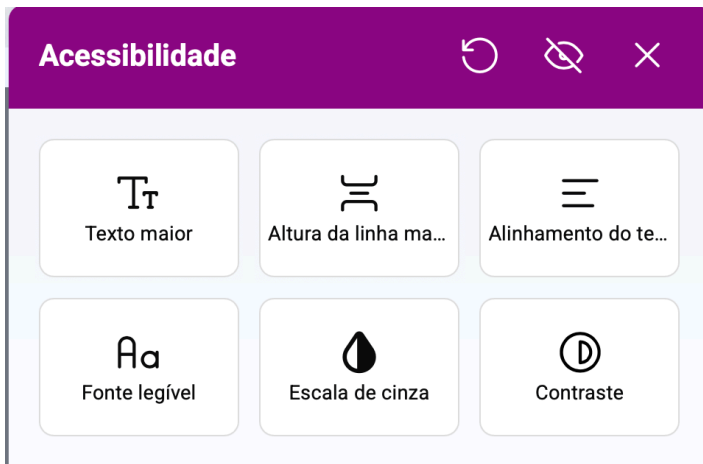 Acessibilidade
Texto maior
Altura da linha ma...
Alinhamento do te...
Fonte legível
Escala de cinza
Contraste